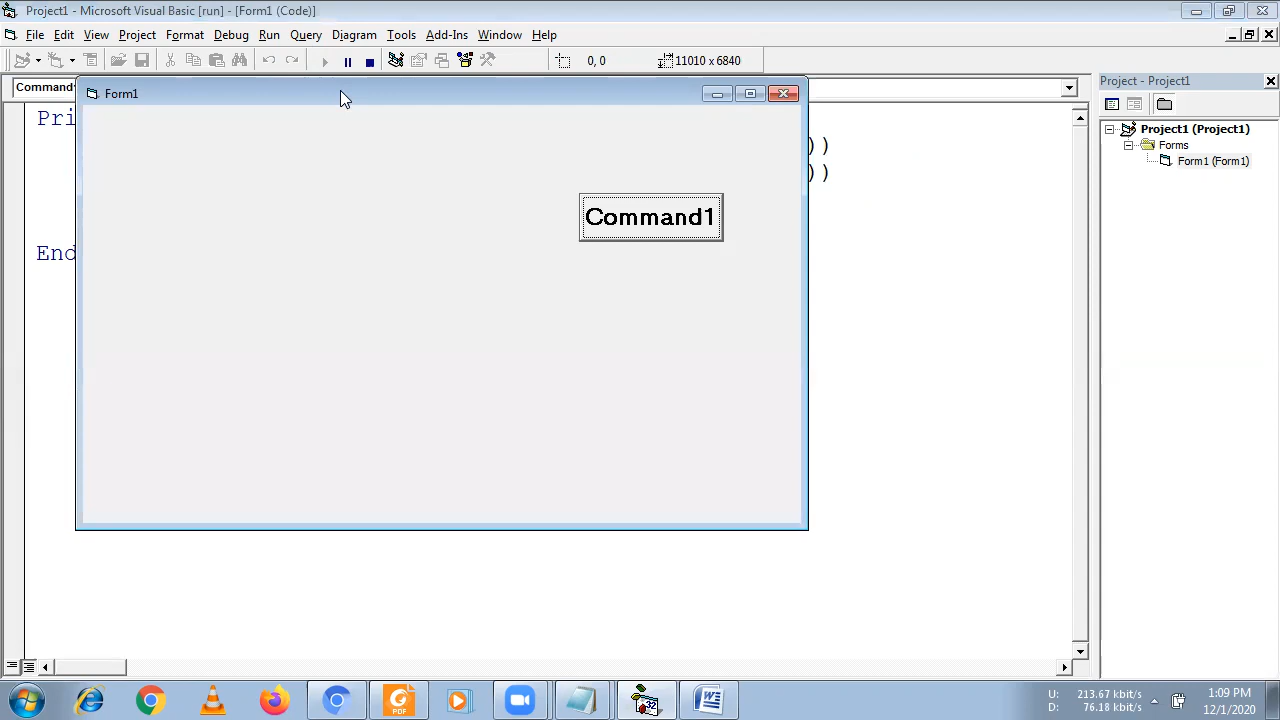 Project1 - Microsoft Visual Basic [run] - [Form1 (Code)]
File Edit View Project Format Debug Run Query Diagram Tools Add-Ins Window Help
0, 0 11010 x 6840
Project - Project1
Command
Form1
Pri
))
))
End
Command1
Project1 (Project1)
Forms
Form1 (Form1)
PDF
32
W
U: 213.67 kbit/s
D: 76.18 kbit/s
1:09 PM
12/1/2020